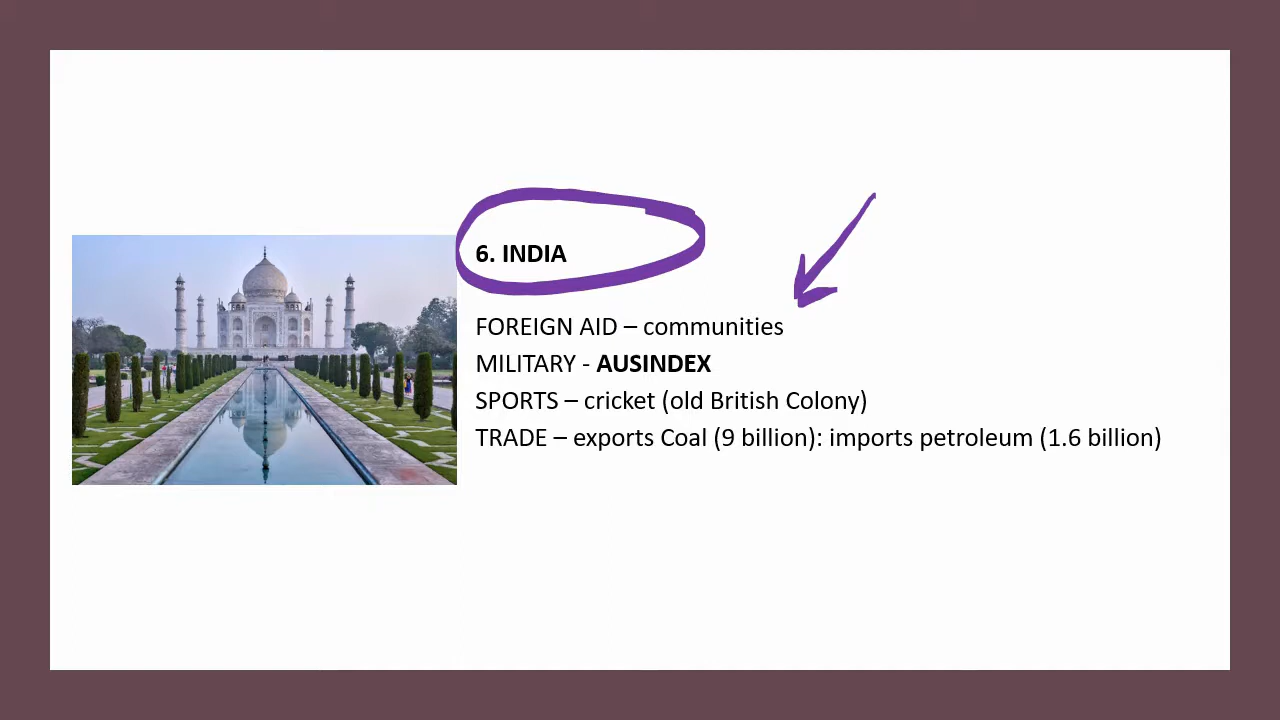 6. INDIA
FOREIGN AID – communities
MILITARY - AUSINDEX
SPORTS – cricket (old British Colony)
TRADE – exports Coal (9 billion): imports petroleum (1.6 billion)